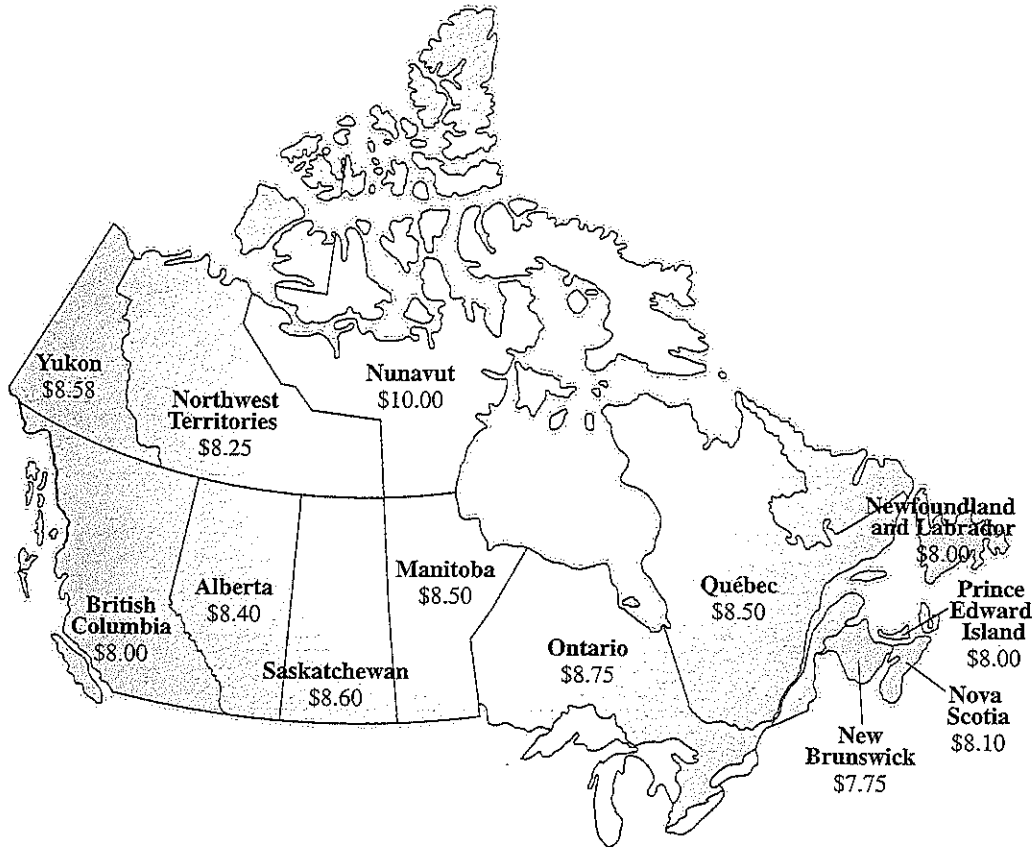 Yukon
$8.58
Northwest
Territories
$8.25
Nunavut
$10.00
British
Columbia
$8.00
Alberta
$8.40
Saskatchewan
$8.60
Manitoba
$8.50
Ontario
$8.75
Québec
$8.50
Newfoundland
and Labrador
$8.00
Prince
Edward
Island
$8.00
Nova
Scotia
$8.10
New
Brunswick
$7.75